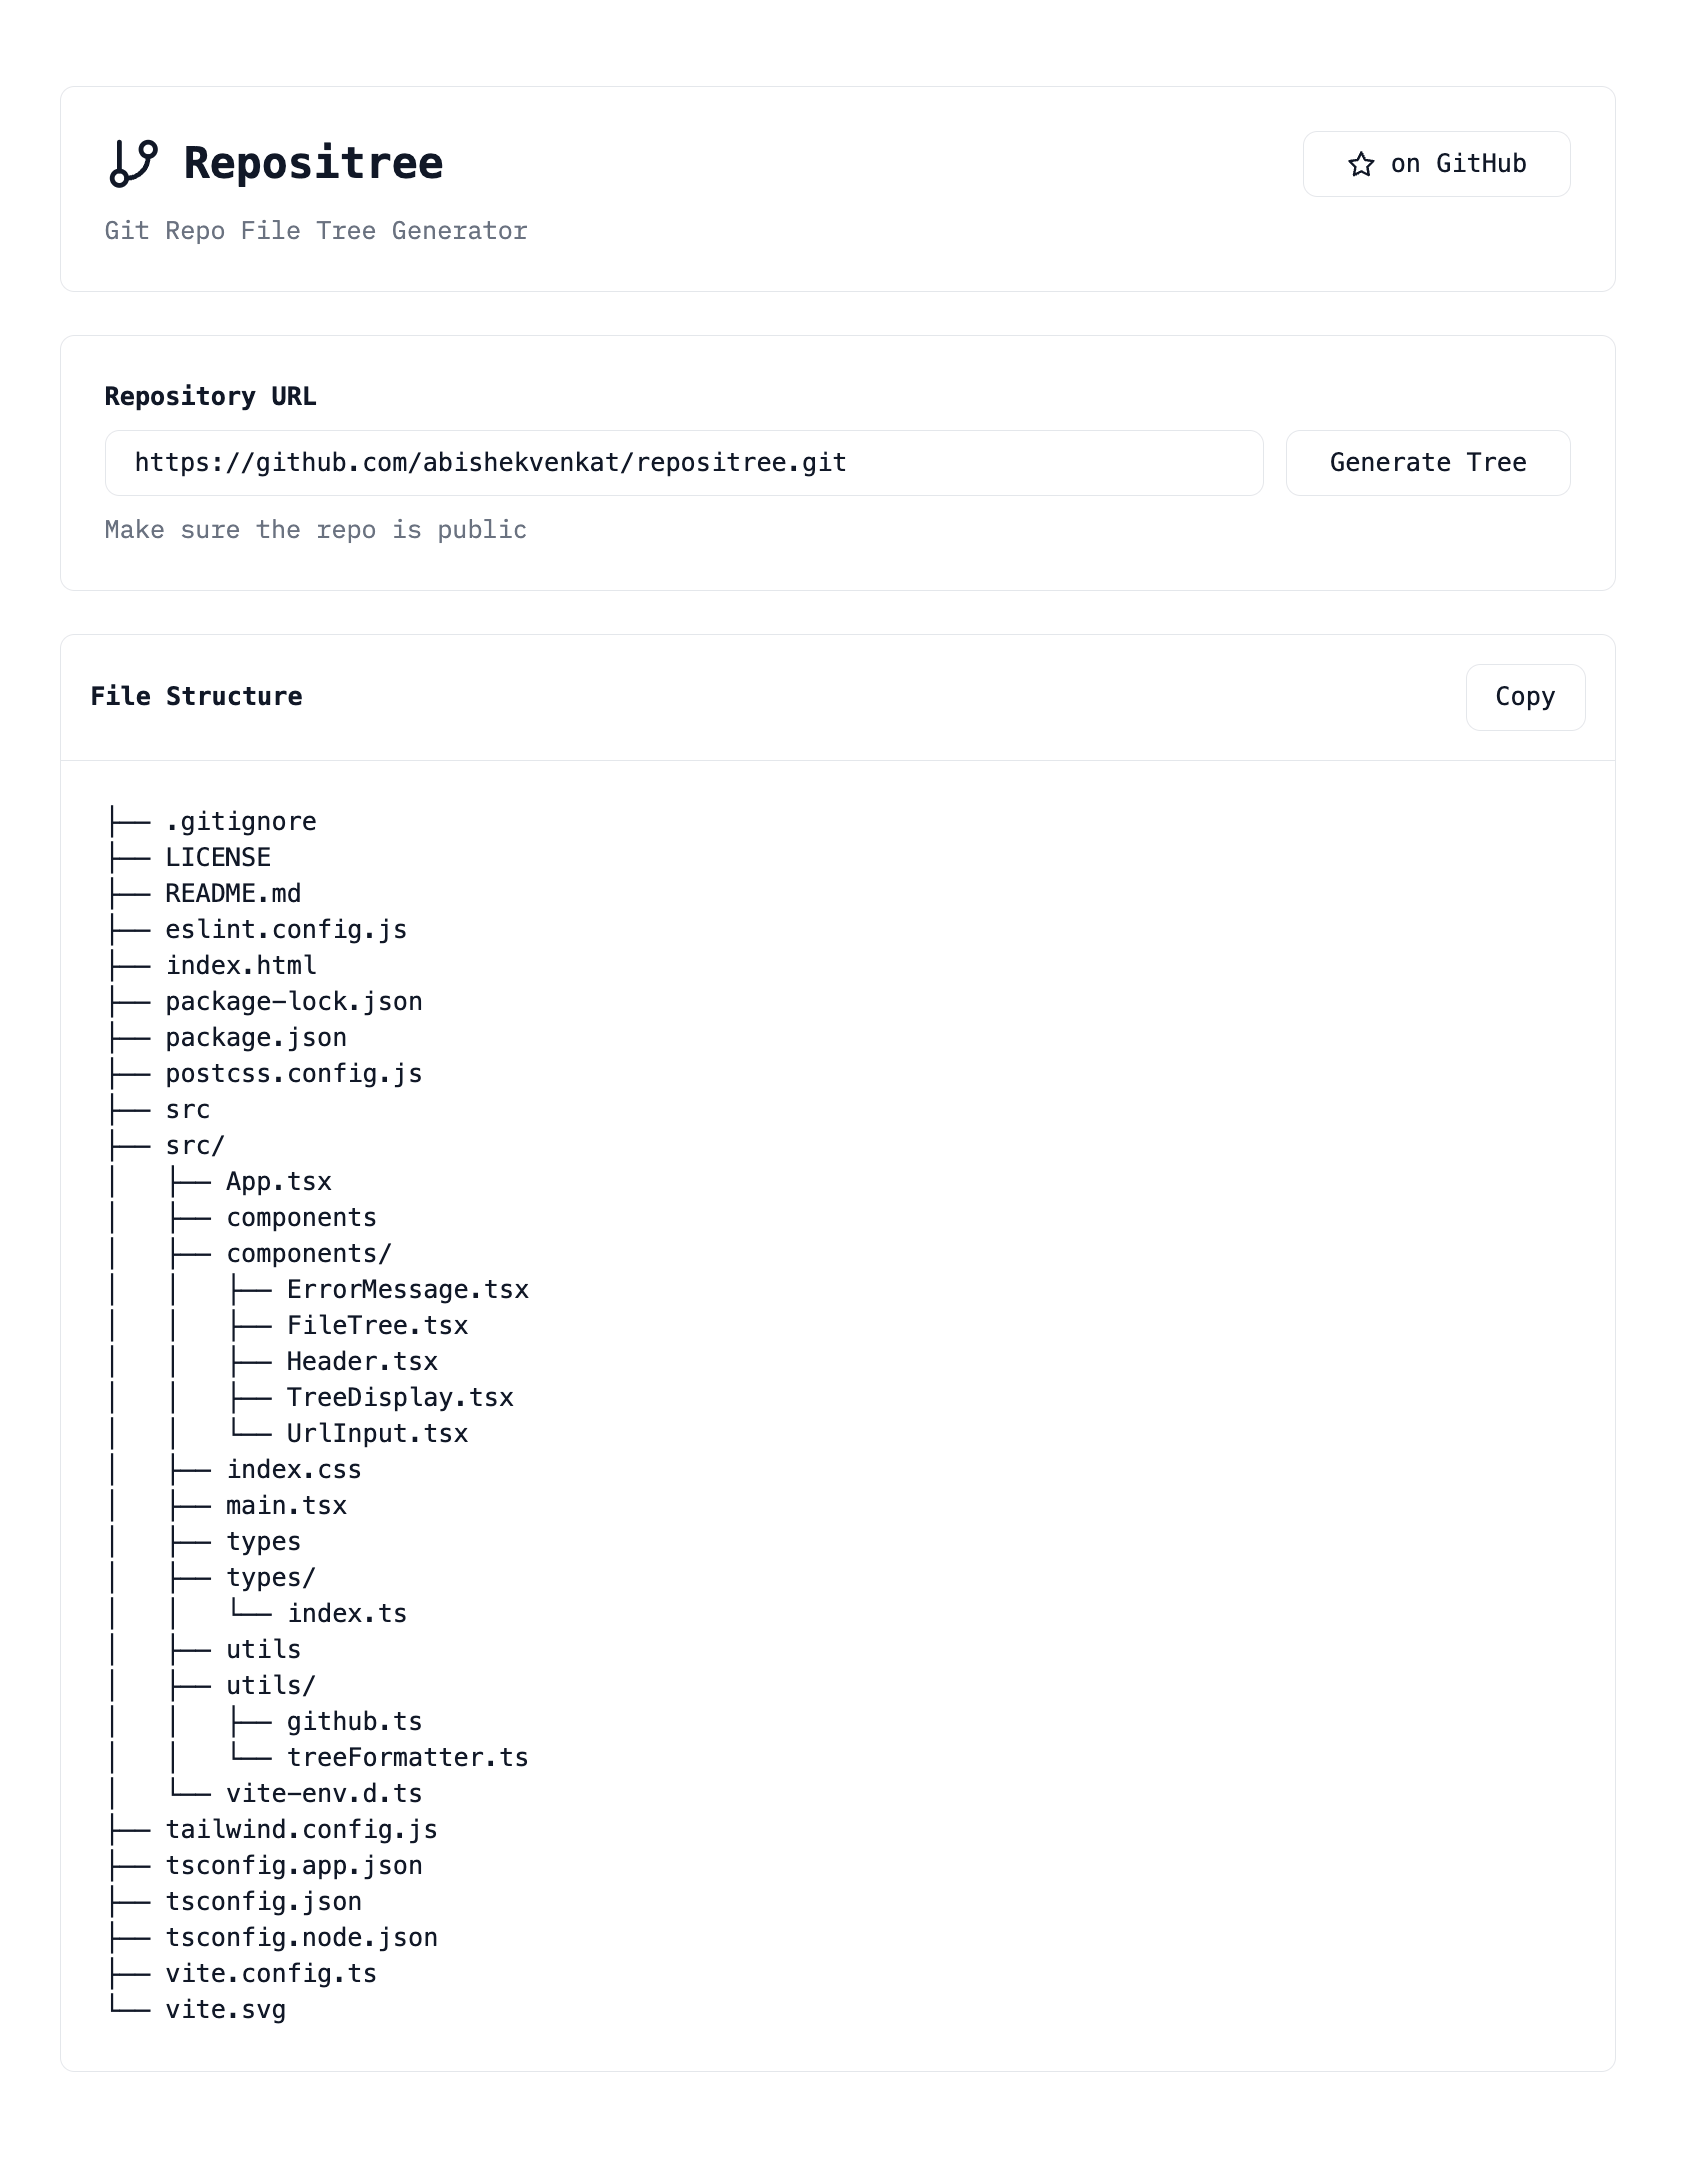 Repositree
on GitHub
Git Repo File Tree Generator
Repository URL
https://github.com/abishekvenkat/repositree.git
Generate Tree
Make sure the repo is public
File Structure
Copy
├── .gitignore
├── LICENSE
├── README.md
├── eslint.config.js
├── index.html
├── package-lock.json
├── package.json
├── postcss.config.js
├── src
├── src/
│   ├── App.tsx
│   ├── components
│   ├── components/
│   │   ├── ErrorMessage.tsx
│   │   ├── FileTree.tsx
│   │   ├── Header.tsx
│   │   ├── TreeDisplay.tsx
│   │   └── UrlInput.tsx
│   ├── index.css
│   ├── main.tsx
│   ├── types
│   ├── types/
│   │   └── index.ts
│   ├── utils
│   ├── utils/
│   │   ├── github.ts
│   │   └── treeFormatter.ts
│   └── vite-env.d.ts
├── tailwind.config.js
├── tsconfig.app.json
├── tsconfig.json
├── tsconfig.node.json
├── vite.config.ts
└── vite.svg